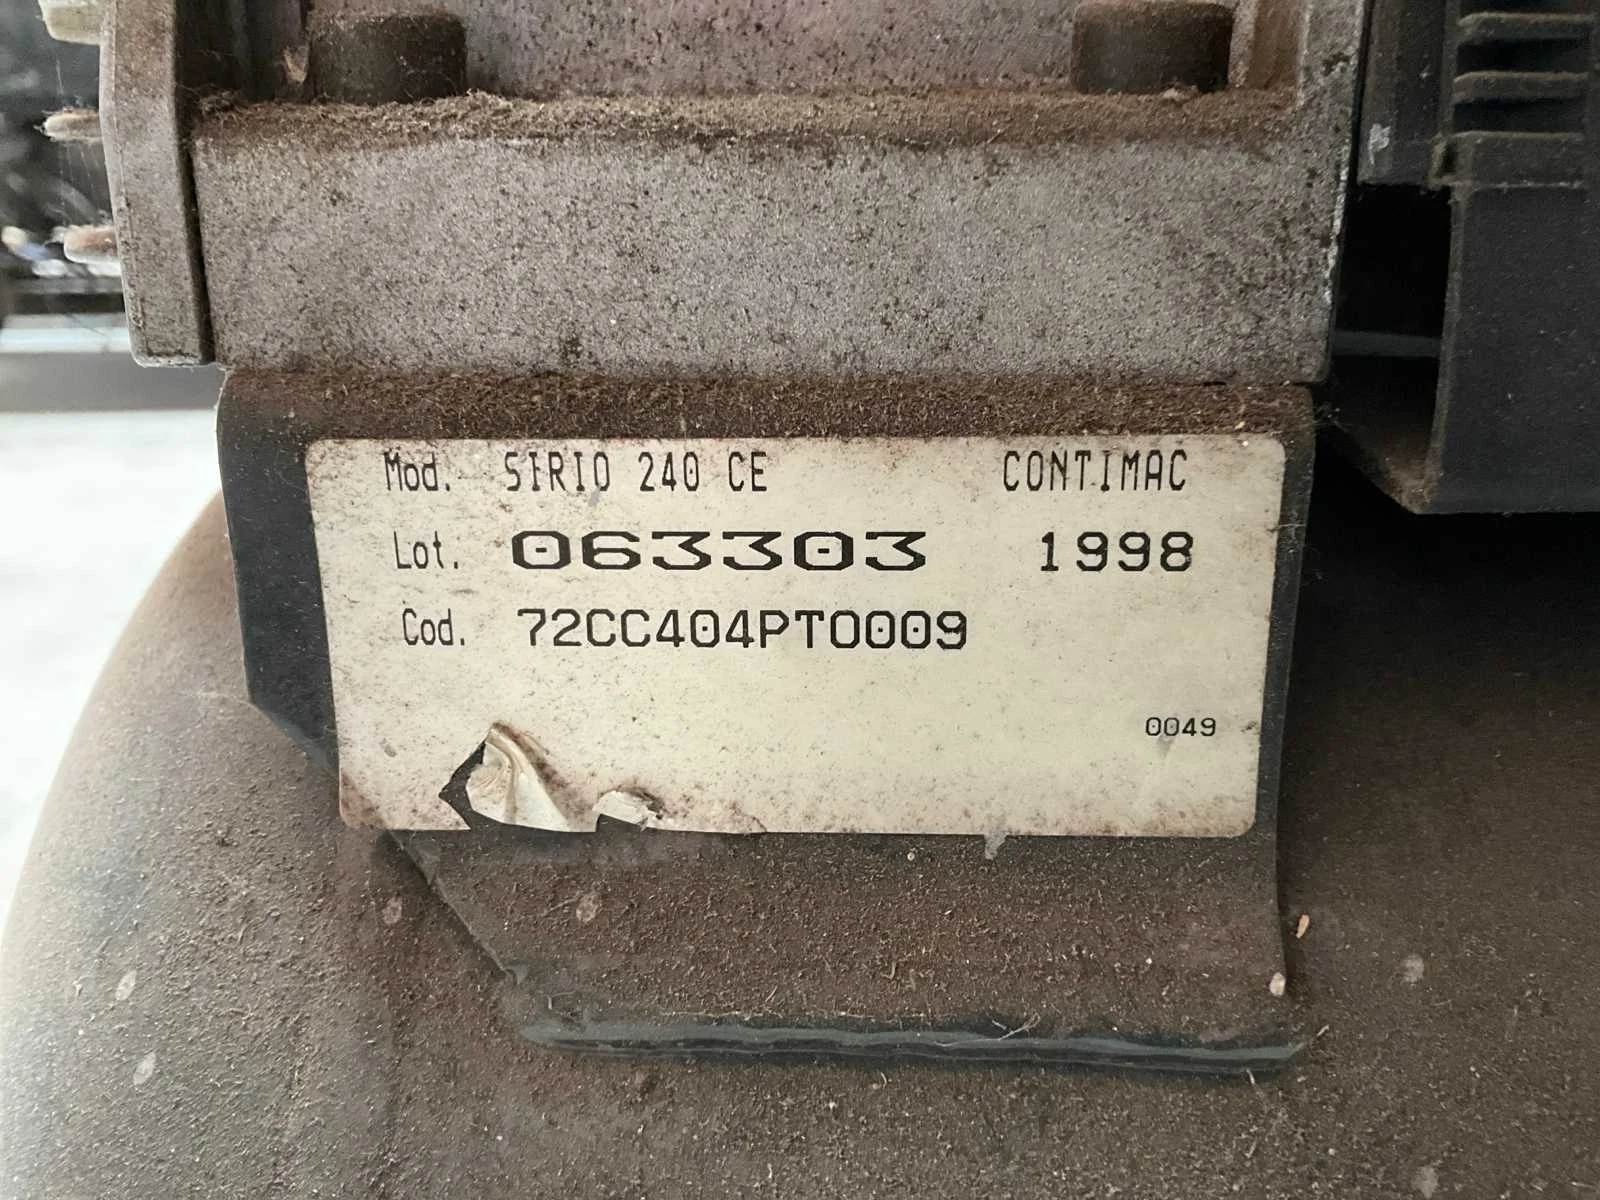 Mod. SIRIO 240 CE CONTIMAC
Lot. 063303 1998
Cod. 72CC404PT0009
0049